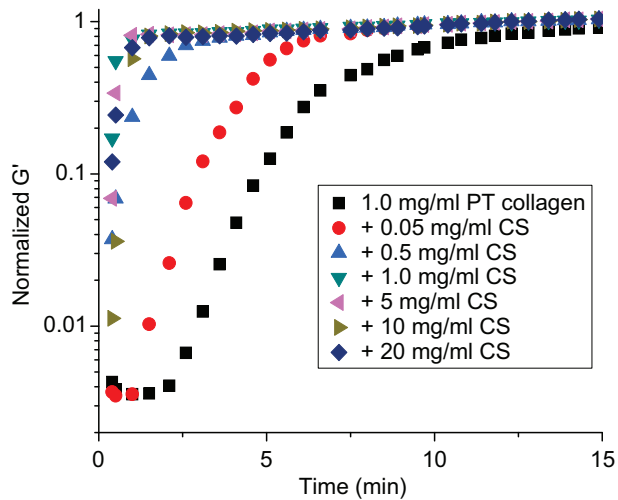 1
0.1
0.01
Normalized G'
1.0 mg/ml PT collagen
+ 0.05 mg/ml CS
+ 0.5 mg/ml CS
+ 1.0 mg/ml CS
+ 5 mg/ml CS
+ 10 mg/ml CS
+ 20 mg/ml CS
0 5 10 15
Time (min)